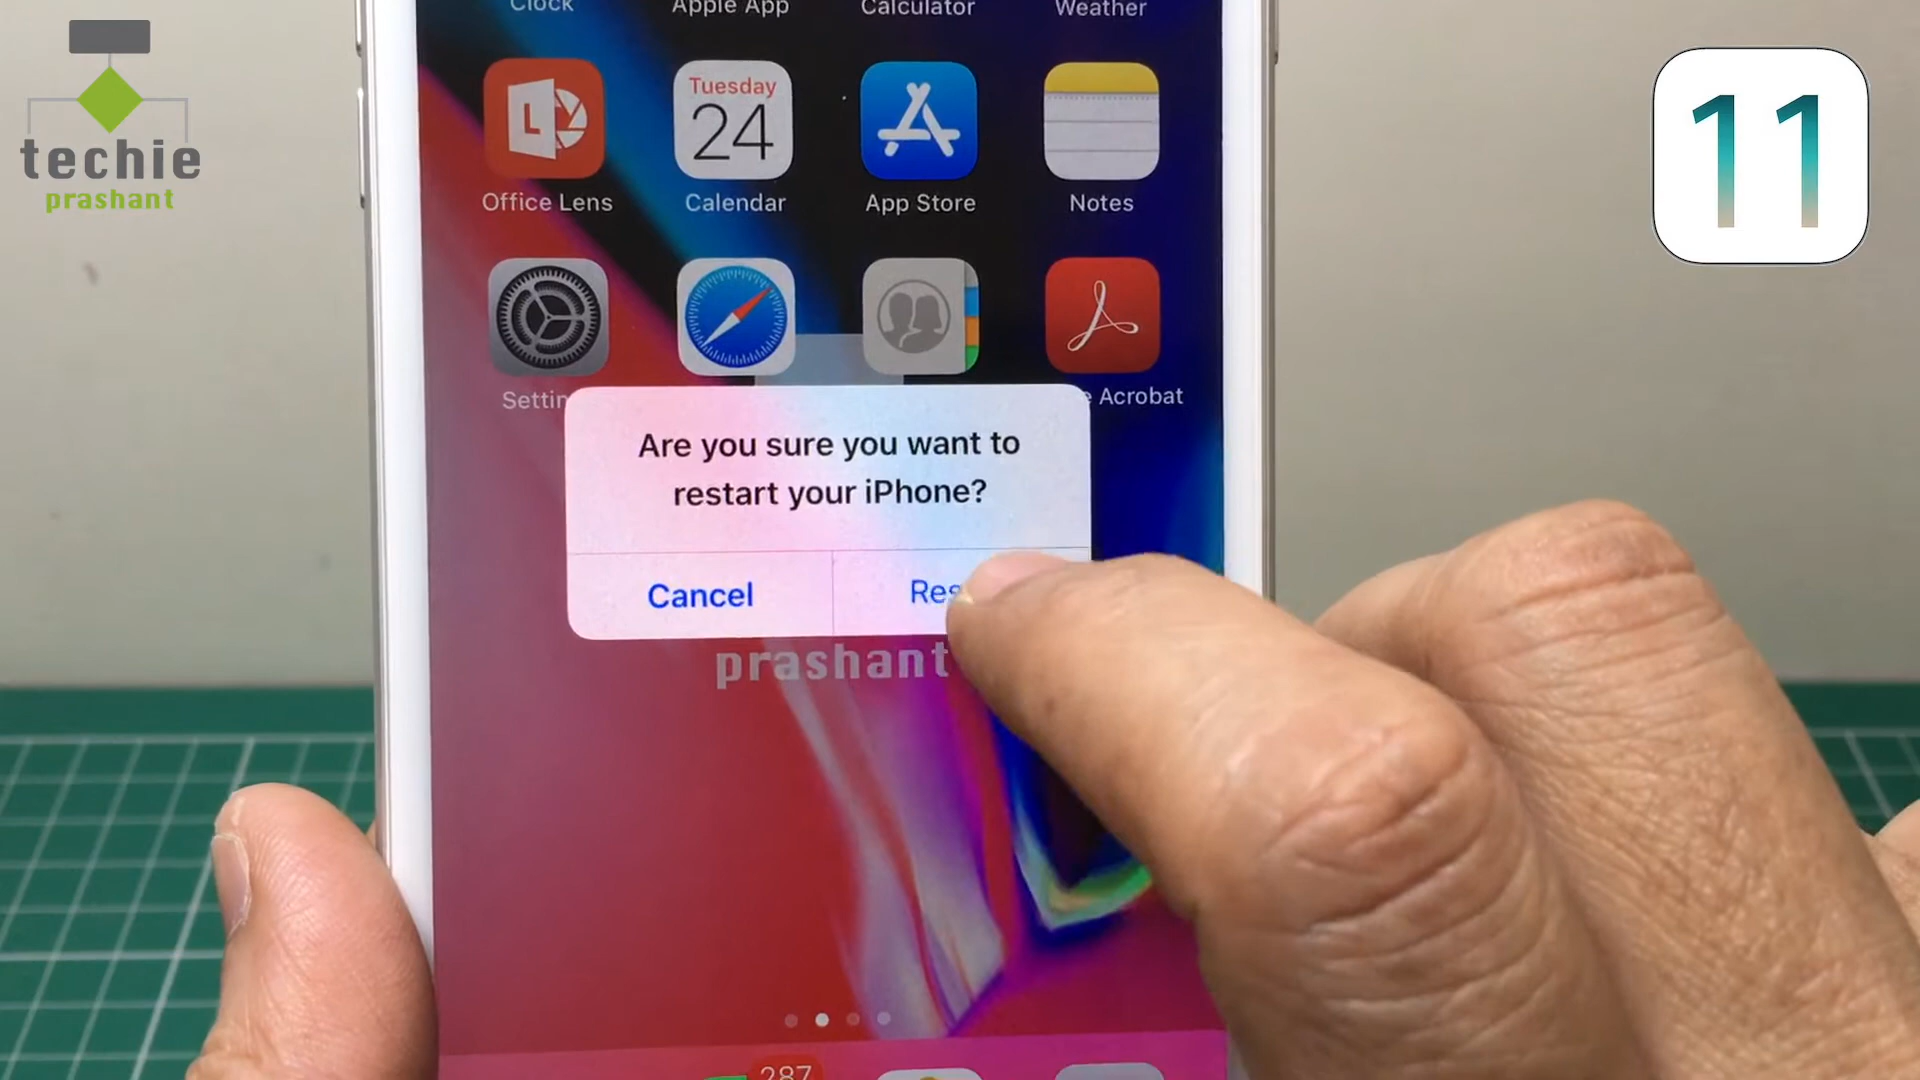 Clock
Apple App
Calculator
Weather
techie
prashant
11
L
Tuesday
24
Office Lens
Calendar
App Store
Notes
Acrobat
Are you sure you want to
restart your iPhone?
Cancel
prashant
287